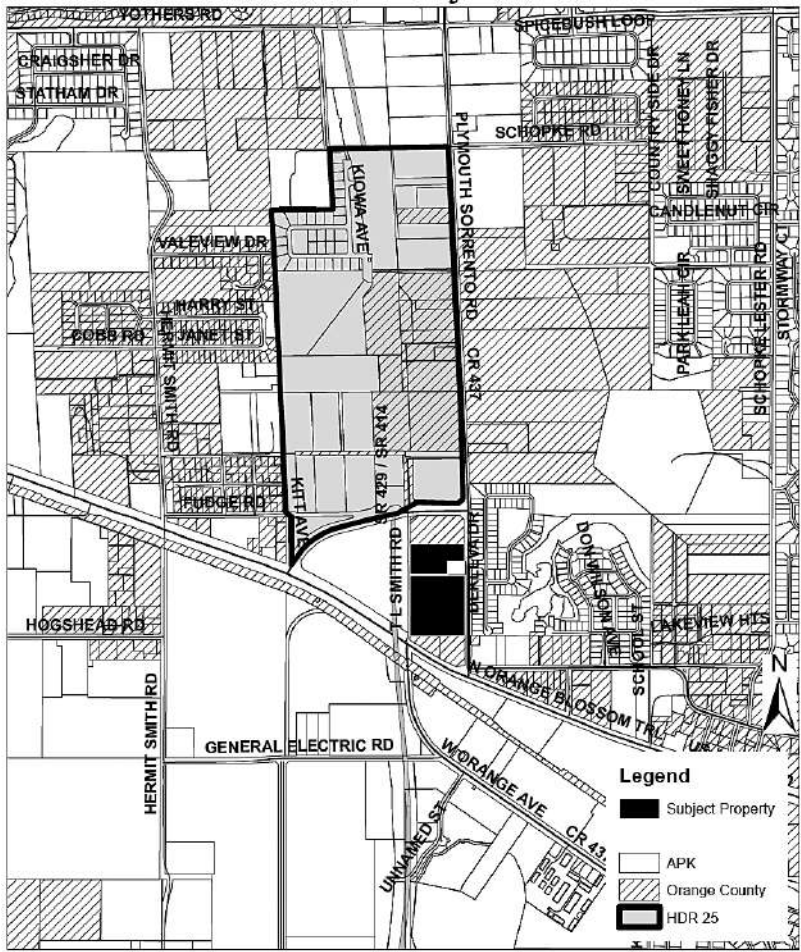 YOTHERS RD
SPICEBUSH LOOP
CRAIGSHER DR
STATHAM DR
COUNTRY SIDE DR
SWEET HONEY LN
SHAGGY FISHER DR
SCHOPKE RD
PLYMOUTH SORRENTO RD
KIOWA AVE
CANDLENUT CIR
VALEVIEW DR
HARRY ST
COBB RD
JANET ST
HERMIT SMITH RD
PARK LEAH CIR
SCHOPKE LESTER RD
STORMWAY C
CR 437
SR 429 / SR 414
KITT AVE
FUDGE RD
T L SMITH RD
DON WILSON AVE
SCHOOL ST
LAKEVIEW HTS
HOGSHEAD RD
N
W ORANGE BLOSSOM TRL
HERMIT SMITH RD
GENERAL ELECTRIC RD
W ORANGE AVE
UNNAMED ST
CR 437
Legend
Subject Property
APK
Orange County
HDR 25